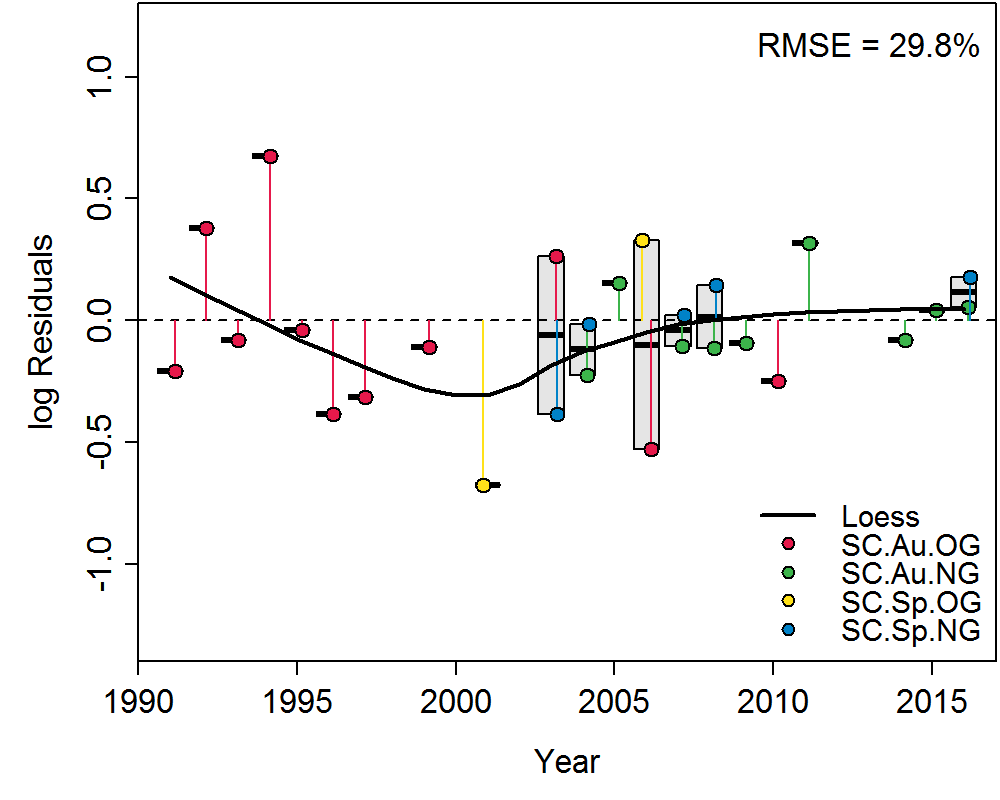 RMSE = 29.8%
1.0
0.5
0.0
-0.5
-1.0
log Residuals
Loess
SC.Au.OG
SC.Au.NG
SC.Sp.OG
SC.Sp.NG
1990 1995 2000 2005 2010 2015
Year